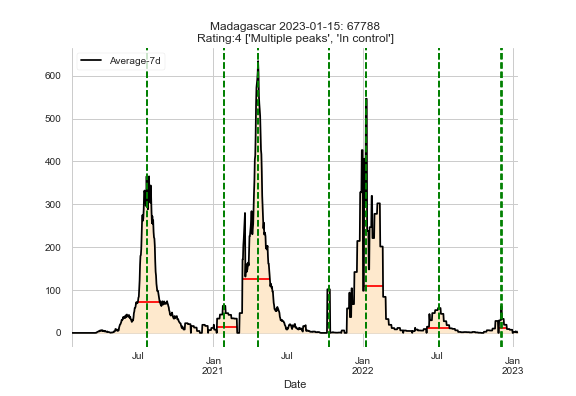 Madagascar 2023-01-15: 67788
Rating:4 ['Multiple peaks', 'In control']
Average-7d
600
500
400
300
200
100
0
Jul
Jan
2021
Jul
Jan
2022
Jul
Jan
2023
Date